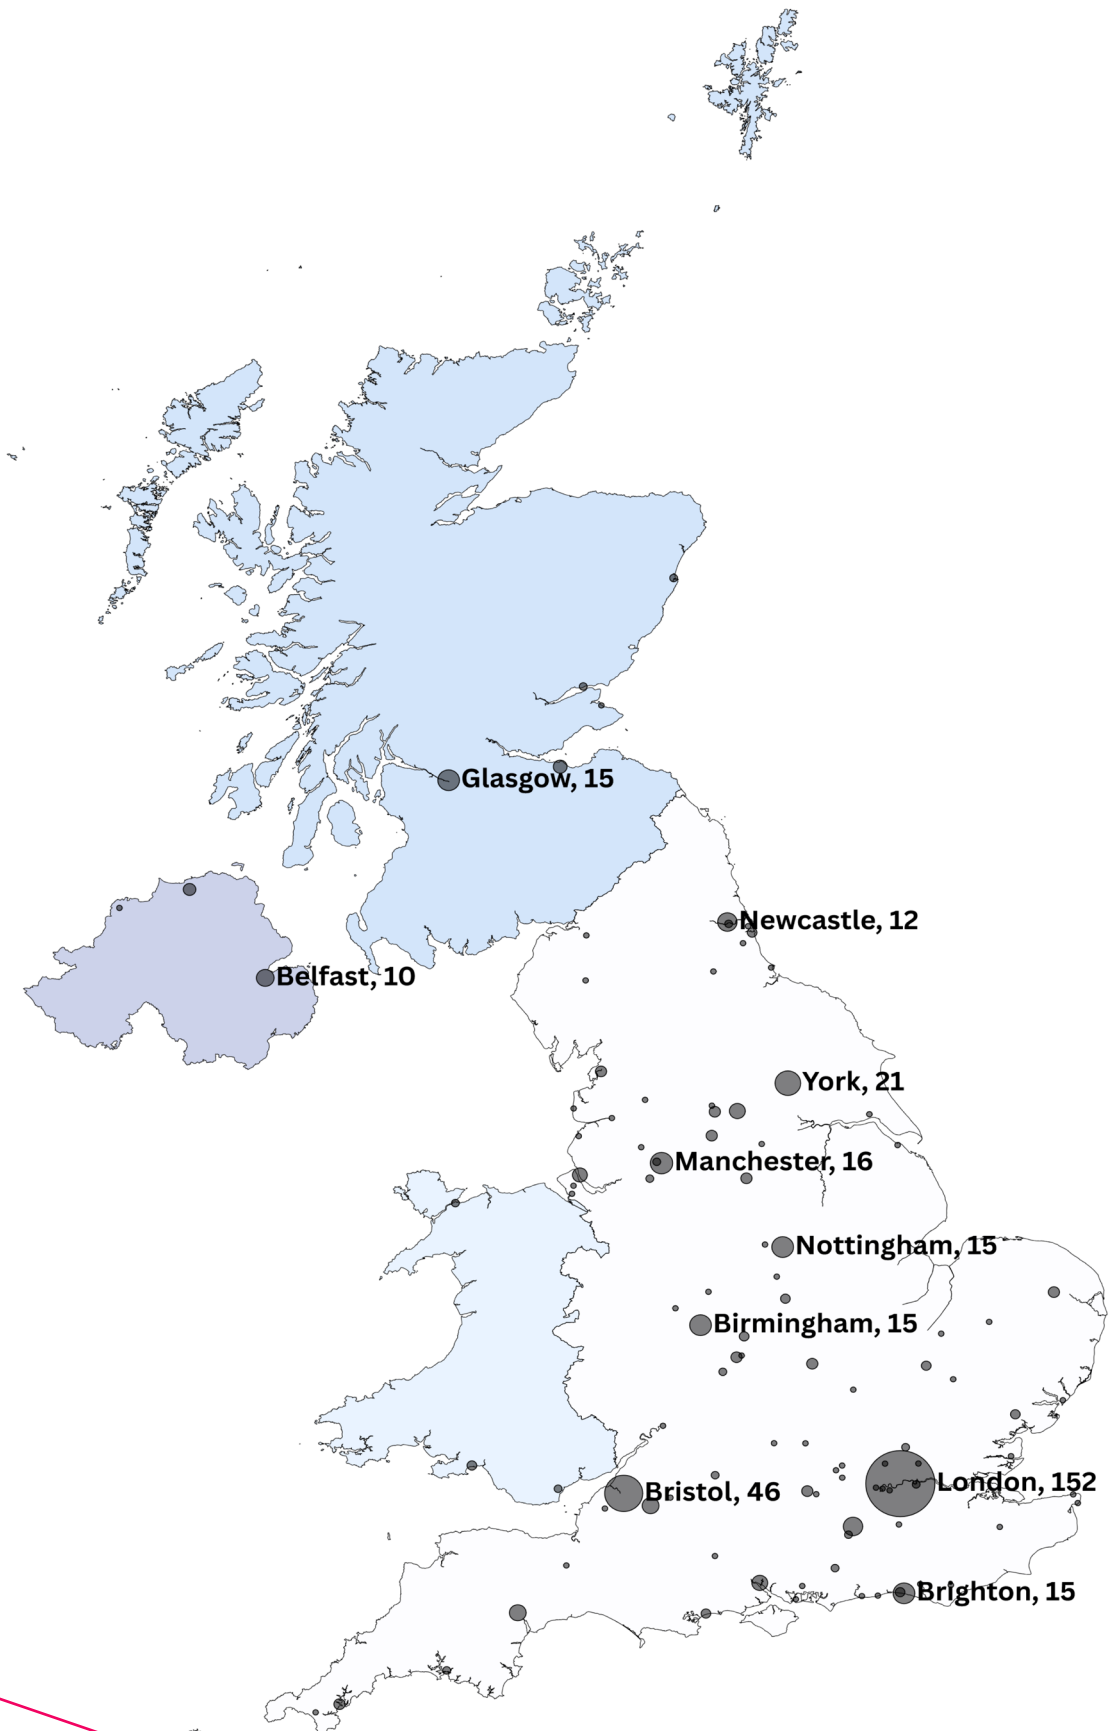 Glasgow, 15
Newcastle, 12
Belfast, 10
York, 21
Manchester, 16
Nottingham, 15
Birmingham, 15
London, 152
Bristol, 46
Brighton, 15